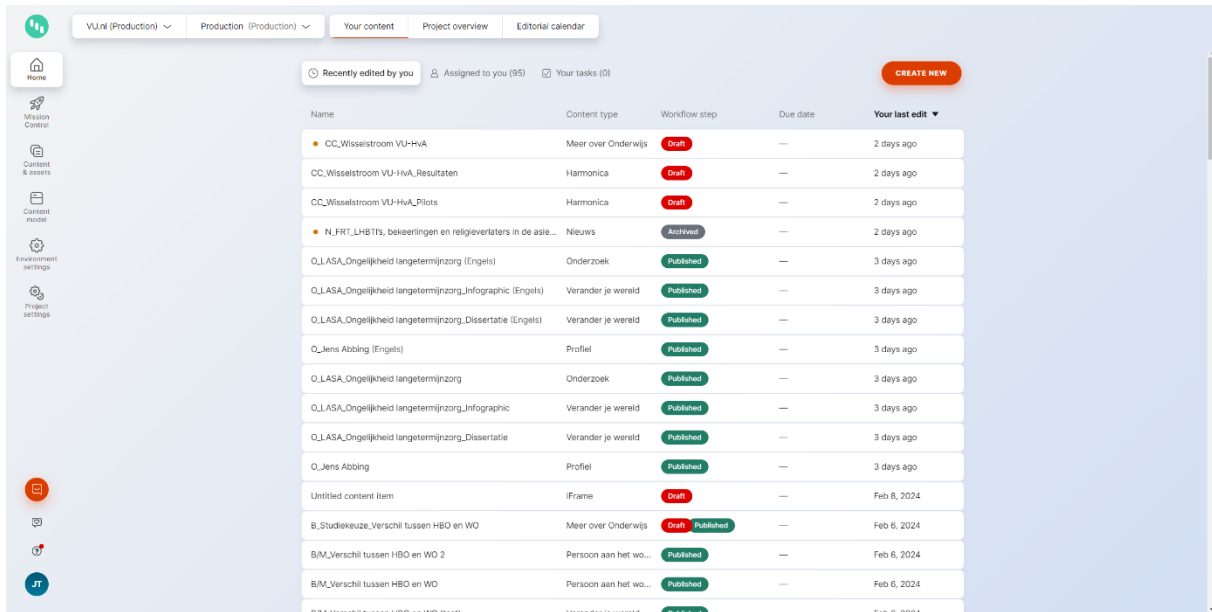 VU.nl (Production) Production (Production) Your content Project overview Editorial calendar
Home
Mission Control
Content & assets
Content model
Environment settings
Project settings
JT
Recently edited by you Assigned to you (95) Your tasks (0) CREATE NEW
Name Content type Workflow step Due date Your last edit
CC_Wisselstroom VU-HvA Meer over Onderwijs Draft — 2 days ago
CC_Wisselstroom VU-HvA_Resultaten Harmonica Draft — 2 days ago
CC_Wisselstroom VU-HvA_Pilots Harmonica Draft — 2 days ago
N_FRT_LHBTI's, bekeerlingen en religieverlaters in de asie... Nieuws Archived — 2 days ago
O_LASA_Ongelijkheid langetermijnzorg (Engels) Onderzoek Published — 3 days ago
O_LASA_Ongelijkheid langetermijnzorg_Infographic (Engels) Verander je wereld Published — 3 days ago
O_LASA_Ongelijkheid langetermijnzorg_Dissertatie (Engels) Verander je wereld Published — 3 days ago
O_Jens Abbing (Engels) Profiel Published — 3 days ago
O_LASA_Ongelijkheid langetermijnzorg Onderzoek Published — 3 days ago
O_LASA_Ongelijkheid langetermijnzorg_Infographic Verander je wereld Published — 3 days ago
O_LASA_Ongelijkheid langetermijnzorg_Dissertatie Verander je wereld Published — 3 days ago
O_Jens Abbing Profiel Published — 3 days ago
Untitled content item iFrame Draft — Feb 8, 2024
B_Studiekeuze_Verschil tussen HBO en WO Meer over Onderwijs Draft Published — Feb 6, 2024
B/M_Verschil tussen HBO en WO 2 Persoon aan het wo... Published — Feb 6, 2024
B/M_Verschil tussen HBO en WO Persoon aan het wo... Published — Feb 6, 2024